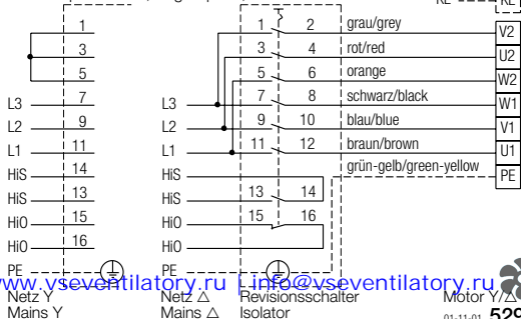 1 1 2 grau/grey V2
3 3 4 rot/red U2
5 5 6 orange W2
L3 7 L3 7 8 schwarz/black W1
L2 9 L2 9 10 blau/blue V1
L1 11 L1 11 12 braun/brown U1
HiS 14 HiS grün-gelb/green-yellow PE
HiS 13 HiS 13 14
HiO 15 HiO 15 16
HiO 16 HiO
PE PE
www.vseventilatory.ru | info@vseventilatory.ru
Netz Y Netz △ Revisionsschalter Motor Y/△
Mains Y Mains △ Isolator 01-11-01 529